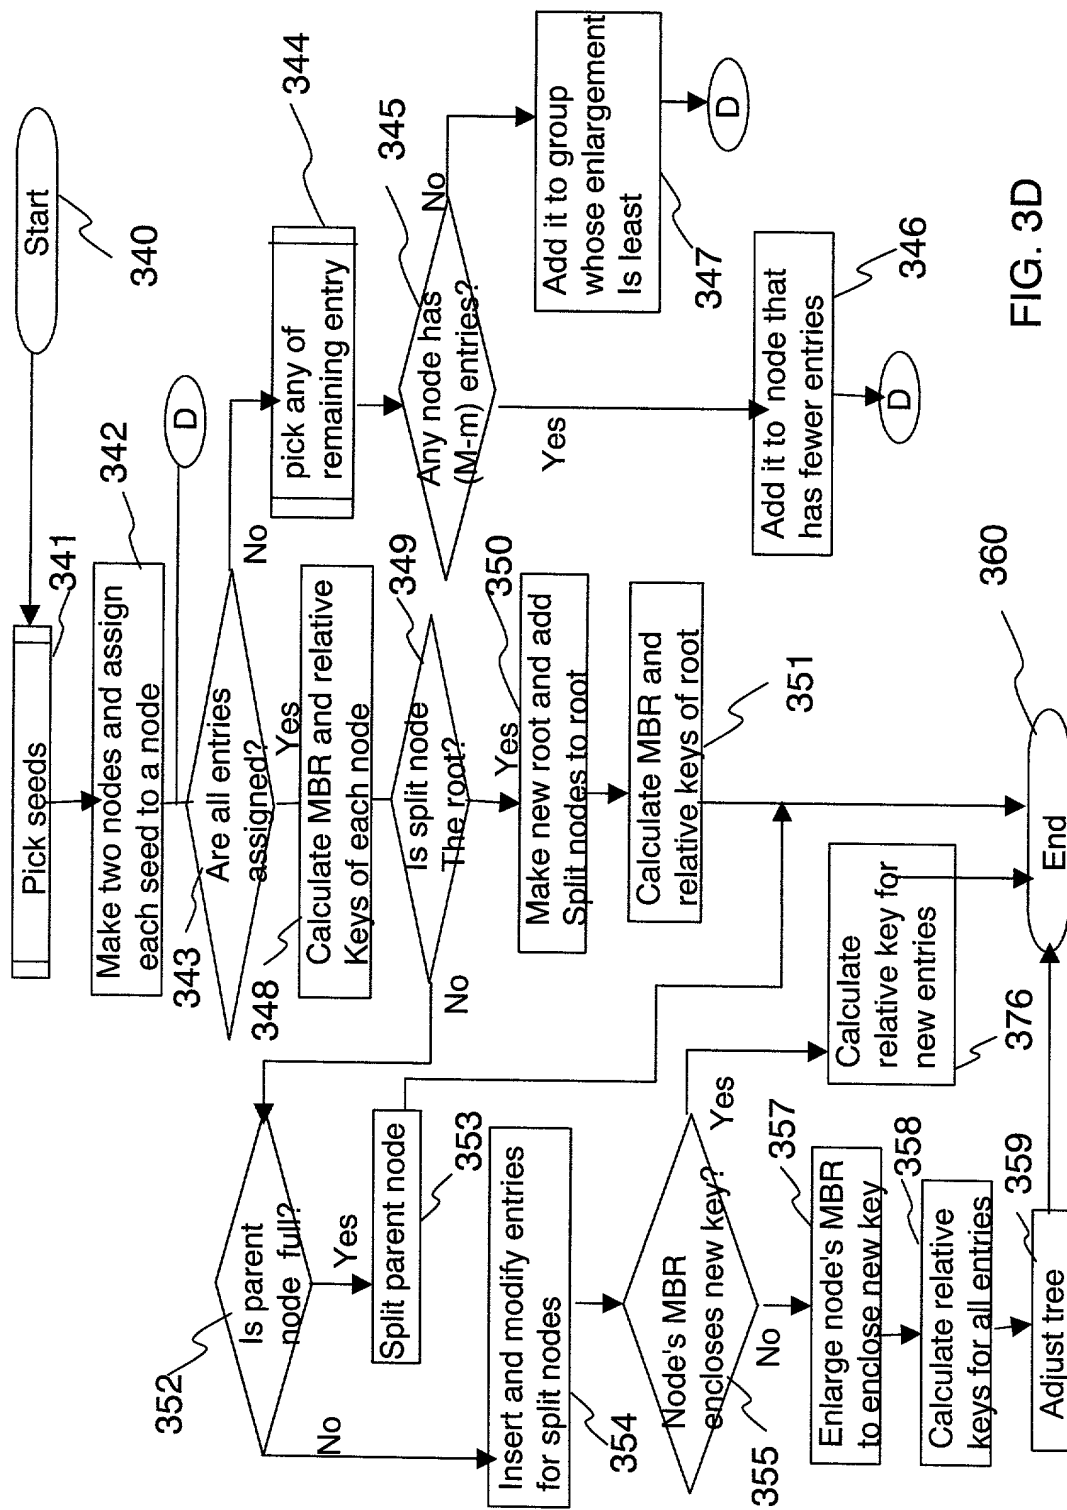 Start
340
Pick seeds
341
Make two nodes and assign
each seed to a node
342
D
Are all entries
assigned?
343
No
Yes
pick any of
remaining entry
344
Any node has
(M-m) entries?
345
No
Yes
Add it to group
whose enlargement
Is least
347
D
Add it to node that
has fewer entries
346
D
Calculate MBR and relative
Keys of each node
348
Is split node
The root?
349
Yes
No
Make new root and add
Split nodes to root
350
Calculate MBR and
relative keys of root
351
Is parent
node full?
352
Yes
No
Split parent node
353
Insert and modify entries
for split nodes
354
Node's MBR
encloses new key?
355
Yes
No
Calculate
relative key for
new entries
376
Enlarge node's MBR
to enclose new key
357
Calculate relative
keys for all entries
358
Adjust tree
359
End
360
FIG. 3D